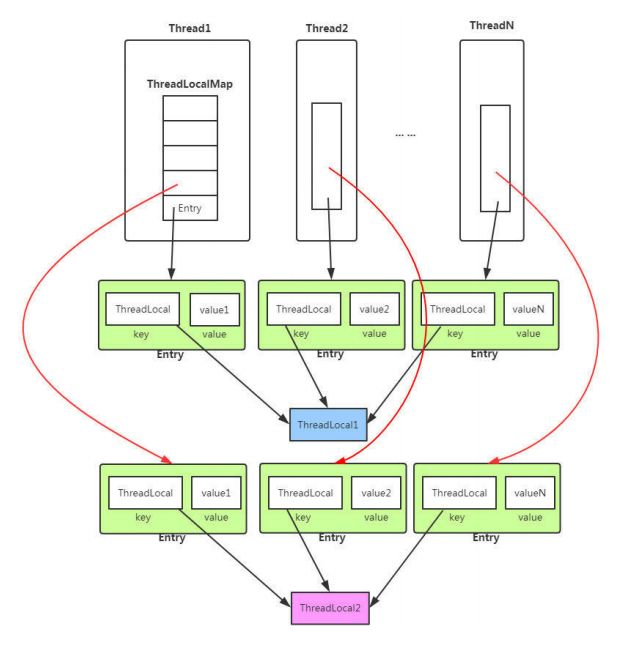 Thread1
Thread2
ThreadN
ThreadLocalMap
... ...
Entry
ThreadLocal
value1
key
value
Entry
ThreadLocal
value2
key
value
Entry
ThreadLocal
valueN
key
value
Entry
ThreadLocal1
ThreadLocal
value1
key
value
Entry
ThreadLocal
value2
key
value
Entry
ThreadLocal
valueN
key
value
Entry
ThreadLocal2